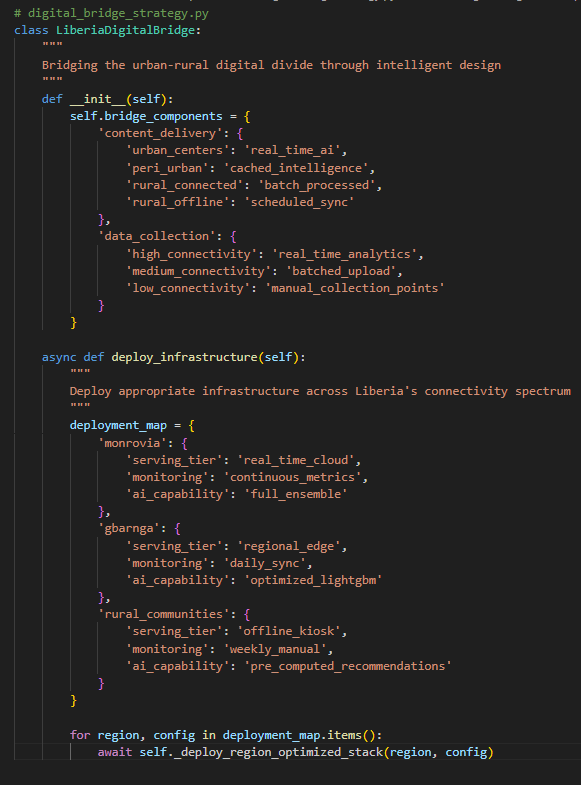 # digital_bridge_strategy.py
class LiberiaDigitalBridge:
    """
    Bridging the urban-rural digital divide through intelligent design
    """
    def __init__(self):
        self.bridge_components = {
            'content_delivery': {
                'urban_centers': 'real_time_ai',
                'peri_urban': 'cached_intelligence',
                'rural_connected': 'batch_processed',
                'rural_offline': 'scheduled_sync'
            },
            'data_collection': {
                'high_connectivity': 'real_time_analytics',
                'medium_connectivity': 'batched_upload',
                'low_connectivity': 'manual_collection_points'
            }
        }

    async def deploy_infrastructure(self):
        """
        Deploy appropriate infrastructure across Liberia's connectivity spectrum
        """
        deployment_map = {
            'monrovia': {
                'serving_tier': 'real_time_cloud',
                'monitoring': 'continuous_metrics',
                'ai_capability': 'full_ensemble'
            },
            'gbarnga': {
                'serving_tier': 'regional_edge',
                'monitoring': 'daily_sync',
                'ai_capability': 'optimized_lightgbm'
            },
            'rural_communities': {
                'serving_tier': 'offline_kiosk',
                'monitoring': 'weekly_manual',
                'ai_capability': 'pre_computed_recommendations'
            }
        }

        for region, config in deployment_map.items():
            await self._deploy_region_optimized_stack(region, config)